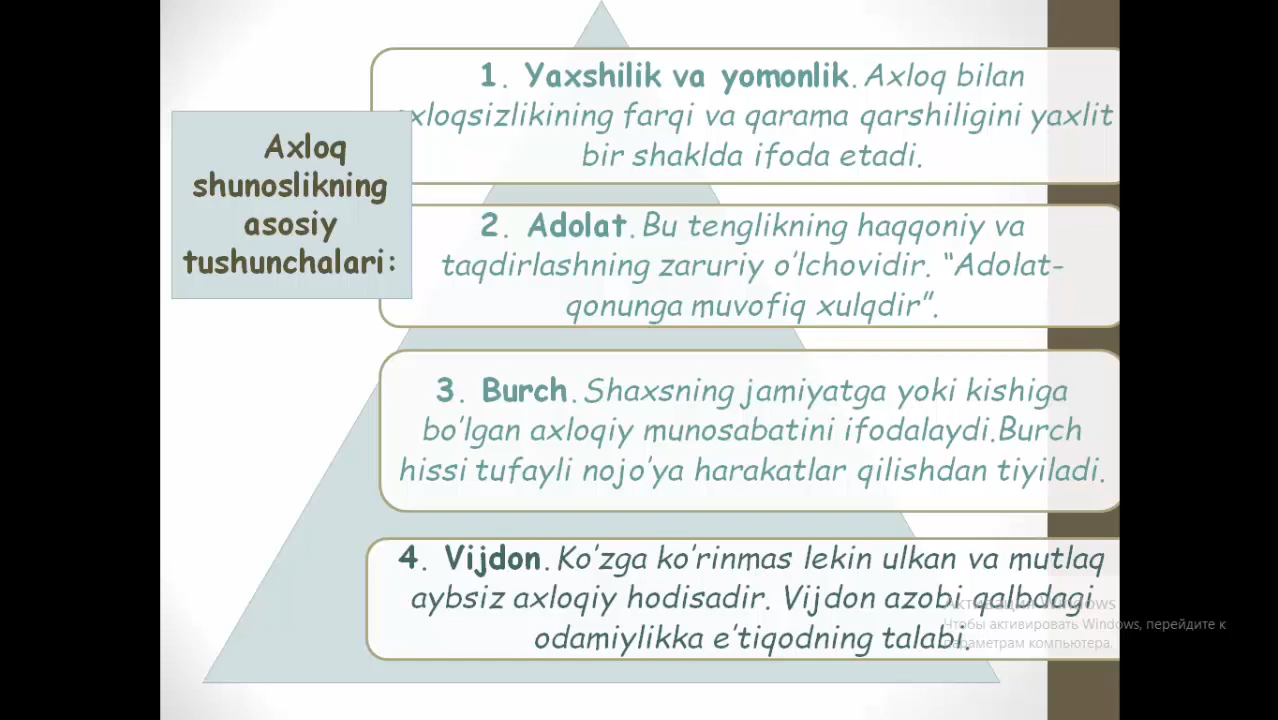 Axloq
shunoslikning
asosiy
tushunchalari:
1. Yaxshilik va yomonlik. Axloq bilan
axloqsizlikining farqi va qarama qarshiligini yaxlit
bir shaklda ifoda etadi.
2. Adolat. Bu tenglikning haqqoniy va
taqdirlashning zaruriy o’lchovidir. “Adolat-
qonunga muvofiq xulqdir”.
3. Burch. Shaxsning jamiyatga yoki kishiga
bo’lgan axloqiy munosabatini ifodalaydi.Burch
hissi tufayli nojo’ya harakatlar qilishdan tiyiladi.
4. Vijdon. Ko’zga ko’rinmas lekin ulkan va mutlaq
aybsiz axloqiy hodisadir. Vijdon azobi qalbdagi
odamiylikka e’tiqodning talabi.
Активация Windows
Чтобы активировать Windows, перейдите к
параметрам компьютера.